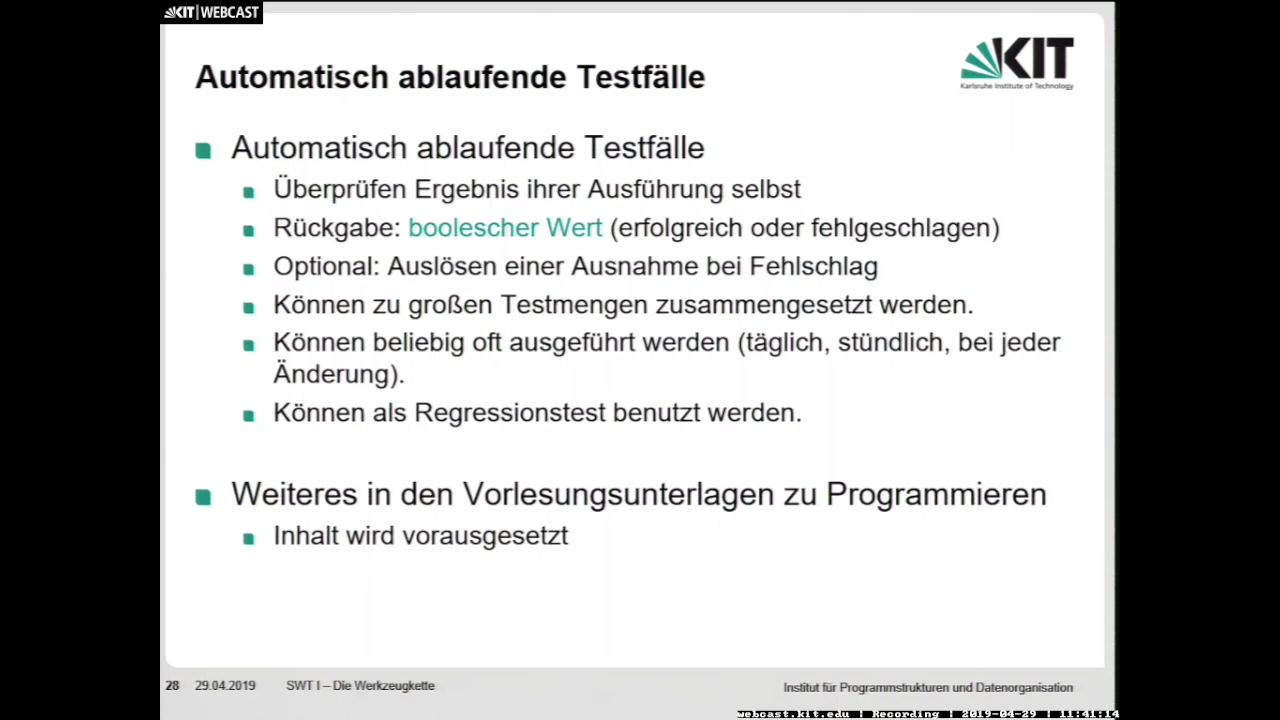 KIT | WEBCAST
Automatisch ablaufende Testfälle
KIT
Karlsruhe Institute of Technology
Automatisch ablaufende Testfälle
Überprüfen Ergebnis ihrer Ausführung selbst
Rückgabe: boolescher Wert (erfolgreich oder fehlgeschlagen)
Optional: Auslösen einer Ausnahme bei Fehlschlag
Können zu großen Testmengen zusammengesetzt werden.
Können beliebig oft ausgeführt werden (täglich, stündlich, bei jeder
Änderung).
Können als Regressionstest benutzt werden.
Weiteres in den Vorlesungsunterlagen zu Programmieren
Inhalt wird vorausgesetzt
28 29.04.2019 SWT I – Die Werkzeugkette Institut für Programmstrukturen und Datenorganisation
webcast.kit.edu | Recording | 2019-04-29 | 11:41:14